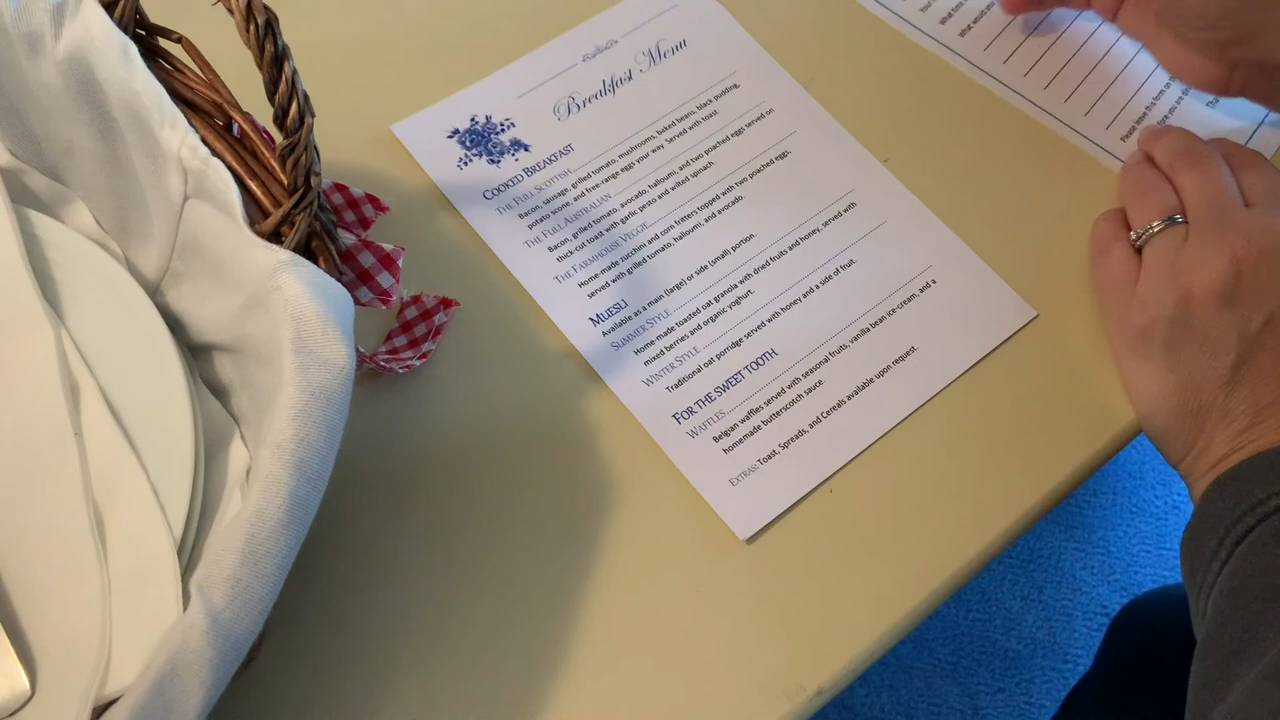 Breakfast Menu
COOKED BREAKFAST
THE FULL SCOTTISH
Bacon, sausage, grilled tomato, mushrooms, baked beans, black pudding,
potato scone, and free-range eggs your way. Served with toast.
THE FULL AUSTRALIAN
Bacon, grilled tomato, avocado, halloumi, and two poached eggs served on
thick-cut toast with garlic pesto and wilted spinach.
THE FARMHOUSE VEGGIE
Home-made zucchini and corn fritters topped with two poached eggs,
served with grilled tomato, halloumi, and avocado.
MUESLI
Available as a main (large) or side (small) portion.
SUMMER STYLE
Home-made toasted oat granola with dried fruits and honey, served with
mixed berries and organic yoghurt.
WINTER STYLE
Traditional oat porridge served with honey and a side of fruit.
FOR THE SWEET TOOTH
WAFFLES
Belgian waffles served with seasonal fruits, vanilla bean ice-cream, and a
homemade butterscotch sauce.
EXTRAS: Toast, Spreads, and Cereals available upon request.
What time
What would you
Please leave this form on
you are